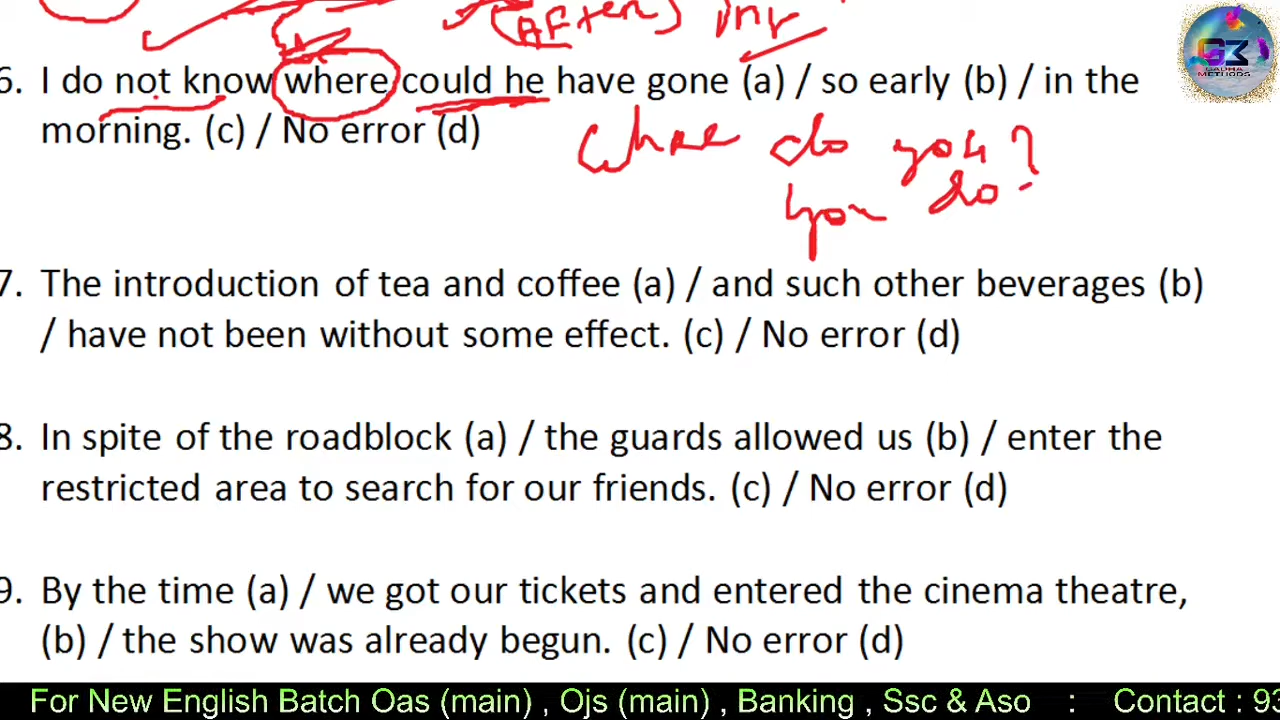 (After) inv
6. I do not know where could he have gone (a) / so early (b) / in the
morning. (c) / No error (d)
where do you?
you do ?
7. The introduction of tea and coffee (a) / and such other beverages (b)
/ have not been without some effect. (c) / No error (d)
8. In spite of the roadblock (a) / the guards allowed us (b) / enter the
restricted area to search for our friends. (c) / No error (d)
9. By the time (a) / we got our tickets and entered the cinema theatre,
(b) / the show was already begun. (c) / No error (d)
For New English Batch Oas (main) , Ojs (main) , Banking , Ssc & Aso : Contact : 93